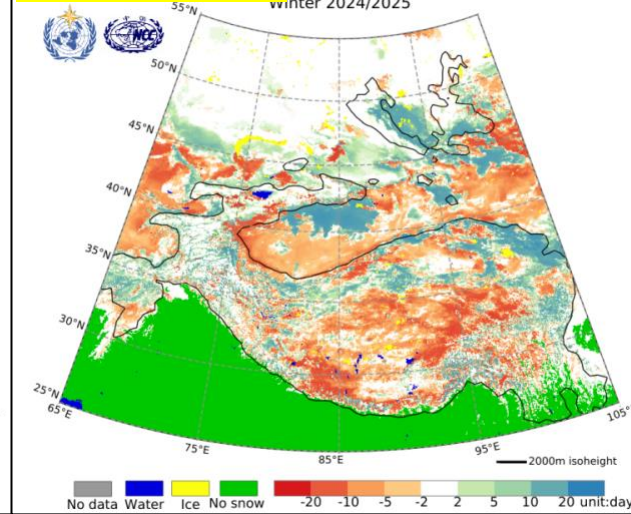 Winter 2024/2025
NCC
55°N
50°N
45°N
40°N
35°N
30°N
25°N
65°E
75°E
85°E
95°E
105°
2000m isoheight
No data Water Ice No snow
-20 -10 -5 -2 2 5 10 20 unit:day